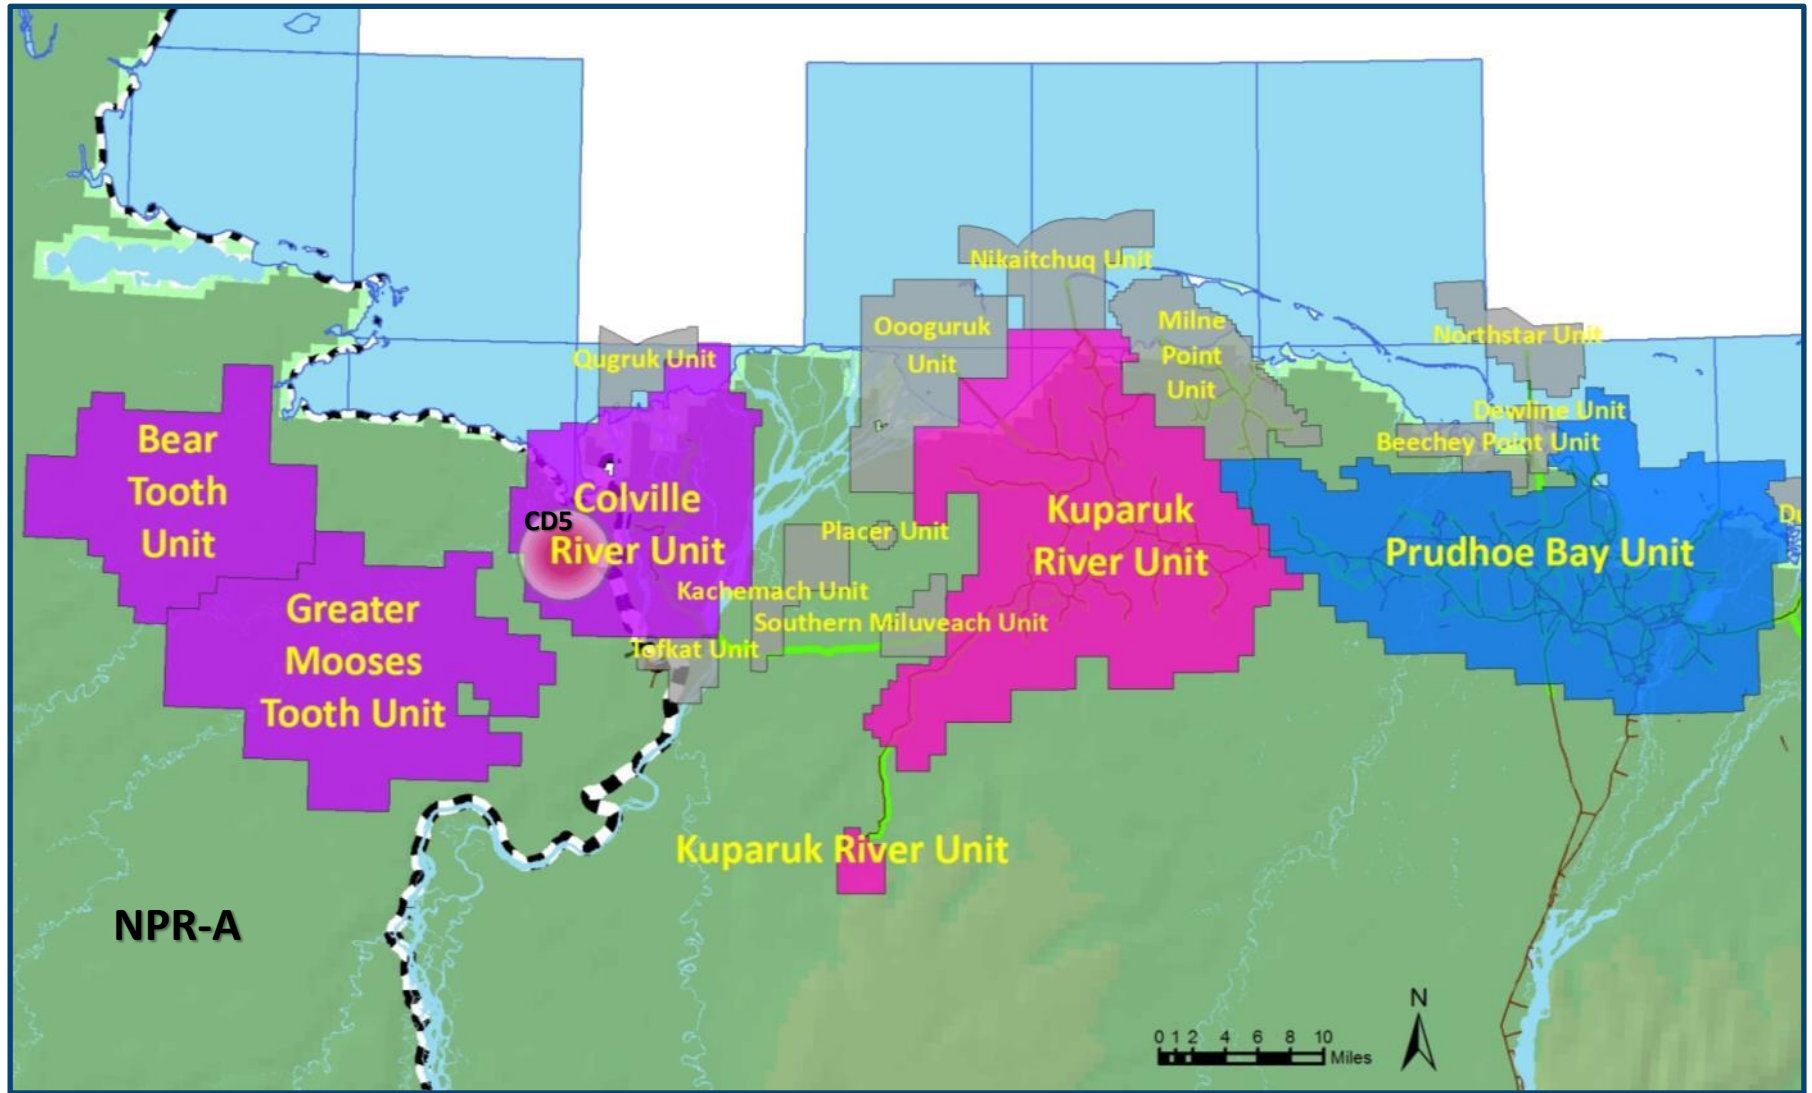 Nikaitchuq Unit
Oooguruk
Unit
Milne
Point
Unit
Northstar Unit
Qugruk Unit
Dewline Unit
Beechey Point Unit
Bear
Tooth
Unit
Colville
River Unit
CD5
Placer Unit
Kuparuk
River Unit
Prudhoe Bay Unit
Du
Kachemach Unit
Southern Miluveach Unit
Tofkat Unit
Greater
Mooses
Tooth Unit
Kuparuk River Unit
NPR-A
N
0 1 2 4 6 8 10
Miles